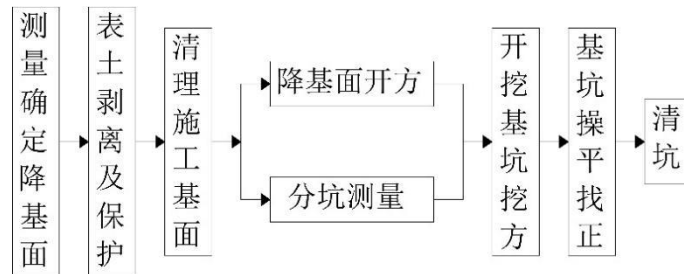 测量确定降基面
表土剥离及保护
清理施工基面
降基面开方
分坑测量
开挖基坑挖方
基坑操平找正
清坑